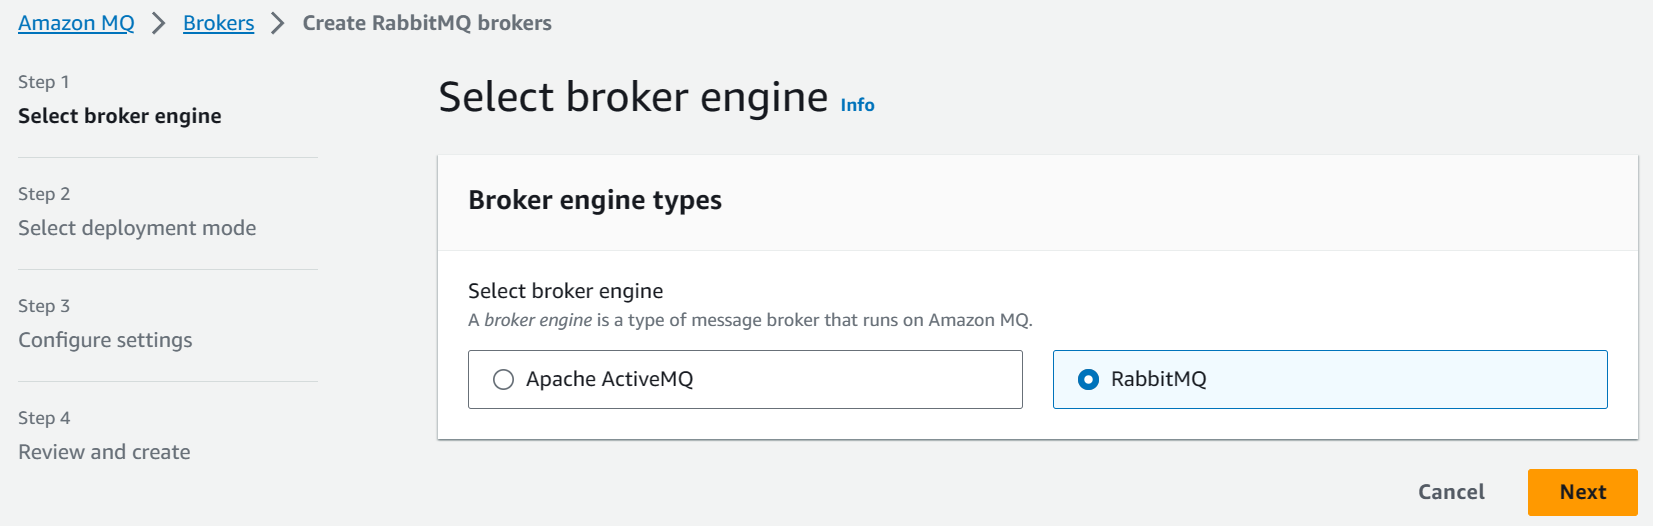 Amazon MQ > Brokers > Create RabbitMQ brokers
Step 1
Select broker engine
Step 2
Select deployment mode
Step 3
Configure settings
Step 4
Review and create
Select broker engine Info
Broker engine types
Select broker engine
A broker engine is a type of message broker that runs on Amazon MQ.
Apache ActiveMQ
RabbitMQ
Cancel
Next